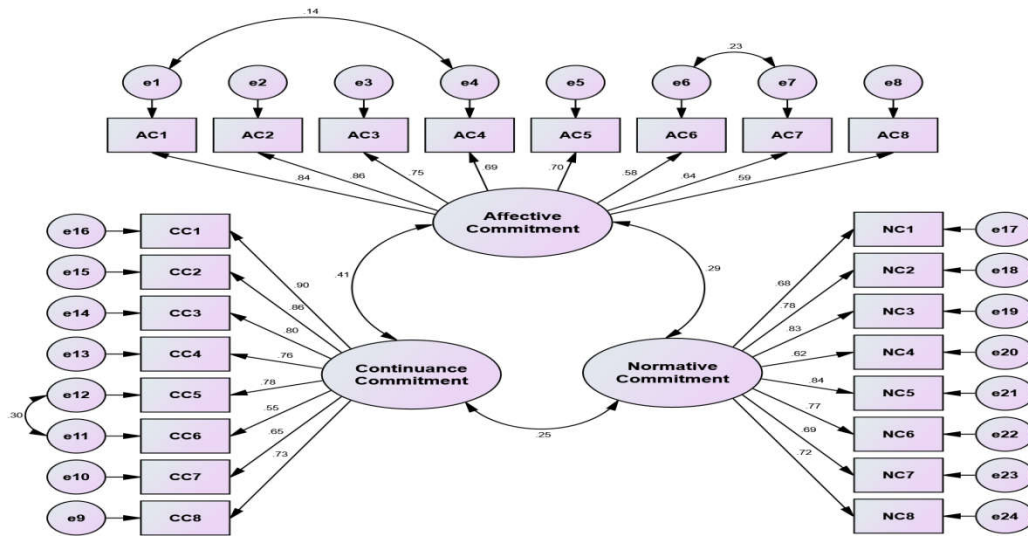 .14
.23
e1 e2 e3 e4 e5 e6 e7 e8
AC1 AC2 AC3 AC4 AC5 AC6 AC7 AC8
.84 .86 .75 .69 .70 .58 .64 .59
Affective
Commitment
e16 CC1
e15 CC2
e14 CC3
e13 CC4
e12 CC5
e11 CC6
e10 CC7
e9 CC8
.30
.90
.86
.80
.76
.78
.55
.65
.73
.41
.29
Continuance
Commitment
.25
Normative
Commitment
.68
.78
.83
.62
.84
.77
.69
.72
NC1 e17
NC2 e18
NC3 e19
NC4 e20
NC5 e21
NC6 e22
NC7 e23
NC8 e24